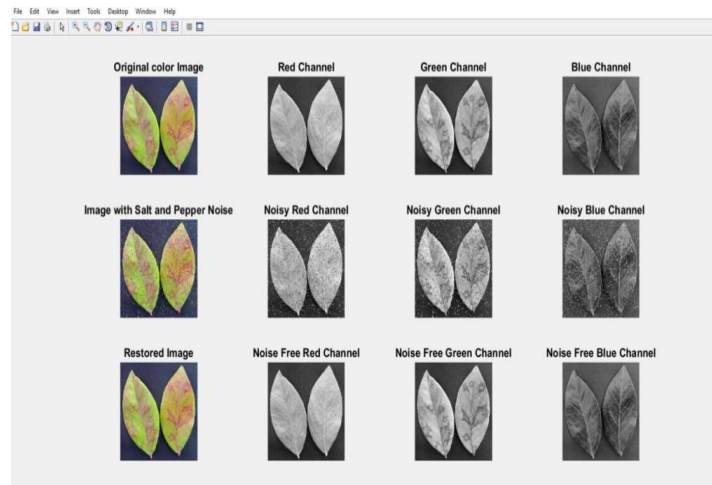 File Edit View Insert Tools Desktop Window Help
Original color Image Red Channel Green Channel Blue Channel
Image with Salt and Pepper Noise Noisy Red Channel Noisy Green Channel Noisy Blue Channel
Restored Image Noise Free Red Channel Noise Free Green Channel Noise Free Blue Channel